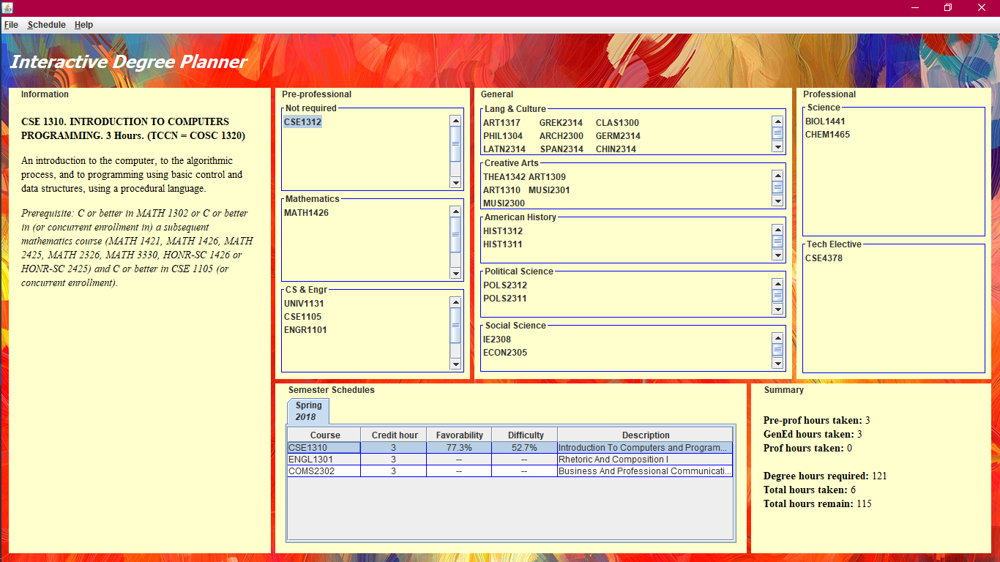 File Schedule Help
Interactive Degree Planner
Information
CSE 1310. INTRODUCTION TO COMPUTERS
PROGRAMMING. 3 Hours. (TCCN = COSC 1320)
An introduction to the computer, to the algorithmic
process, and to programming using basic control and
data structures, using a procedural language.
Prerequisite: C or better in MATH 1302 or C or better
in (or concurrent enrollment in) a subsequent
mathematics course (MATH 1421, MATH 1426, MATH
2425, MATH 2326, MATH 3330, HONR-SC 1426 or
HONR-SC 2425) and C or better in CSE 1105 (or
concurrent enrollment).
Pre-professional
Not required
CSE1312
Mathematics
MATH1426
CS & Engr
UNIV1131
CSE1105
ENGR1101
General
Lang & Culture
ART1317 GREK2314 CLAS1300
PHIL1304 ARCH2300 GERM2314
LATN2314 SPAN2314 CHIN2314
Creative Arts
THEA1342 ART1309
ART1310 MUSI2301
MUSI2300
American History
HIST1312
HIST1311
Political Science
POLS2312
POLS2311
Social Science
IE2308
ECON2305
Professional
Science
BIOL1441
CHEM1465
Tech Elective
CSE4378
Semester Schedules
Spring
2018
Course Credit hour Favorability Difficulty Description
CSE1310 3 77.3% 52.7% Introduction To Computers and Program...
ENGL1301 3 -- -- Rhetoric And Composition I
COMS2302 3 -- -- Business And Professional Communicati...
Summary
Pre-prof hours taken: 3
GenEd hours taken: 3
Prof hours taken: 0
Degree hours required: 121
Total hours taken: 6
Total hours remain: 115